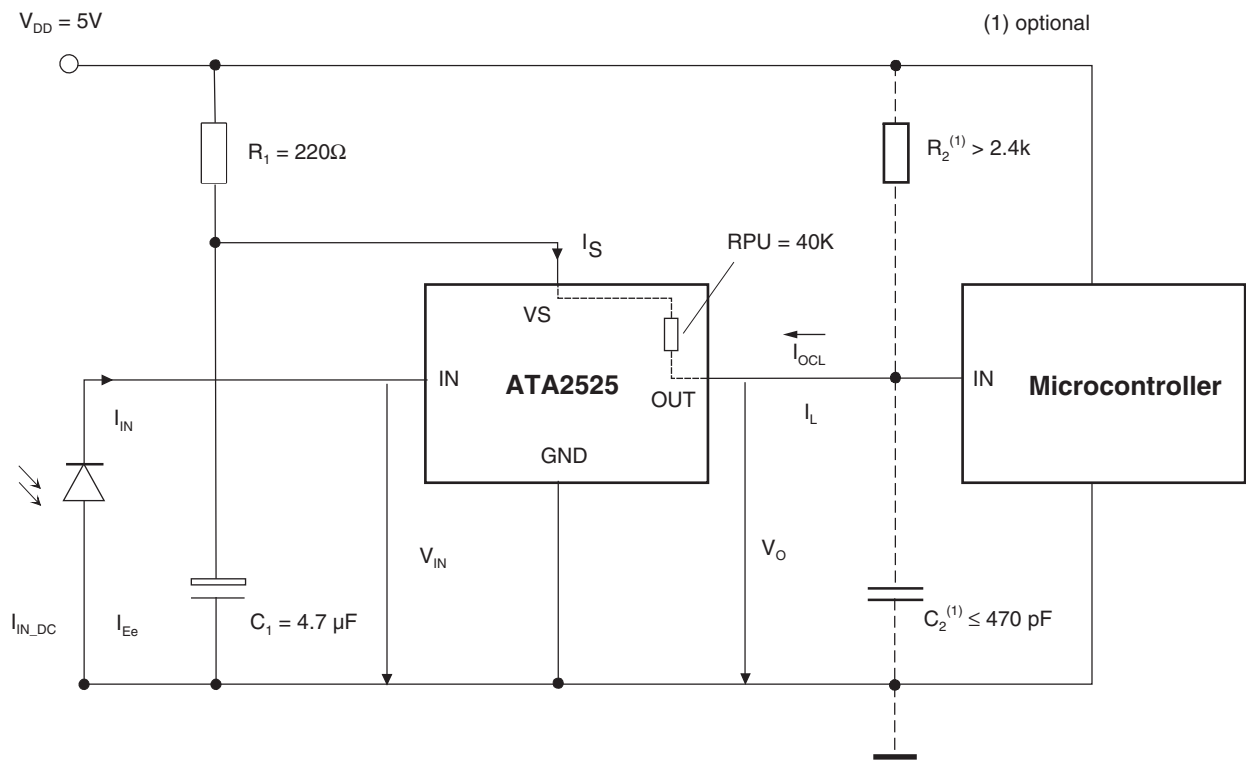 V_DD = 5V
(1) optional
R_1 = 220Ω
R_2^(1) > 2.4k
I_S
RPU = 40K
VS
I_OCL
IN
ATA2525
OUT
IN
Microcontroller
I_IN
I_L
GND
V_IN
V_O
I_IN_DC
I_Ee
C_1 = 4.7 µF
C_2^(1) ≤ 470 pF